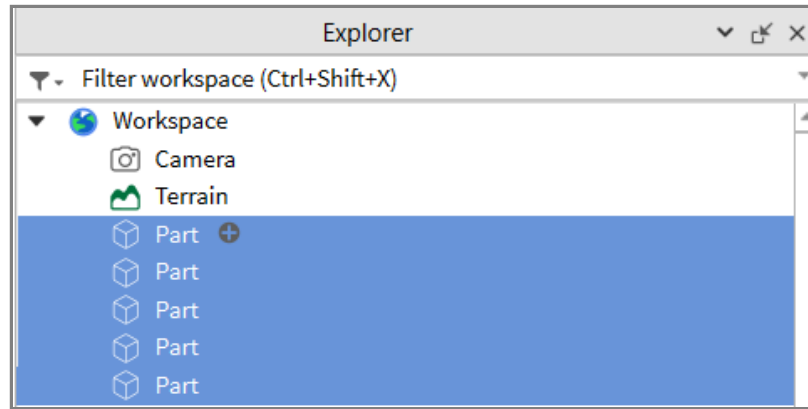 Explorer
Filter workspace (Ctrl+Shift+X)
Workspace
Camera
Terrain
Part
Part
Part
Part
Part